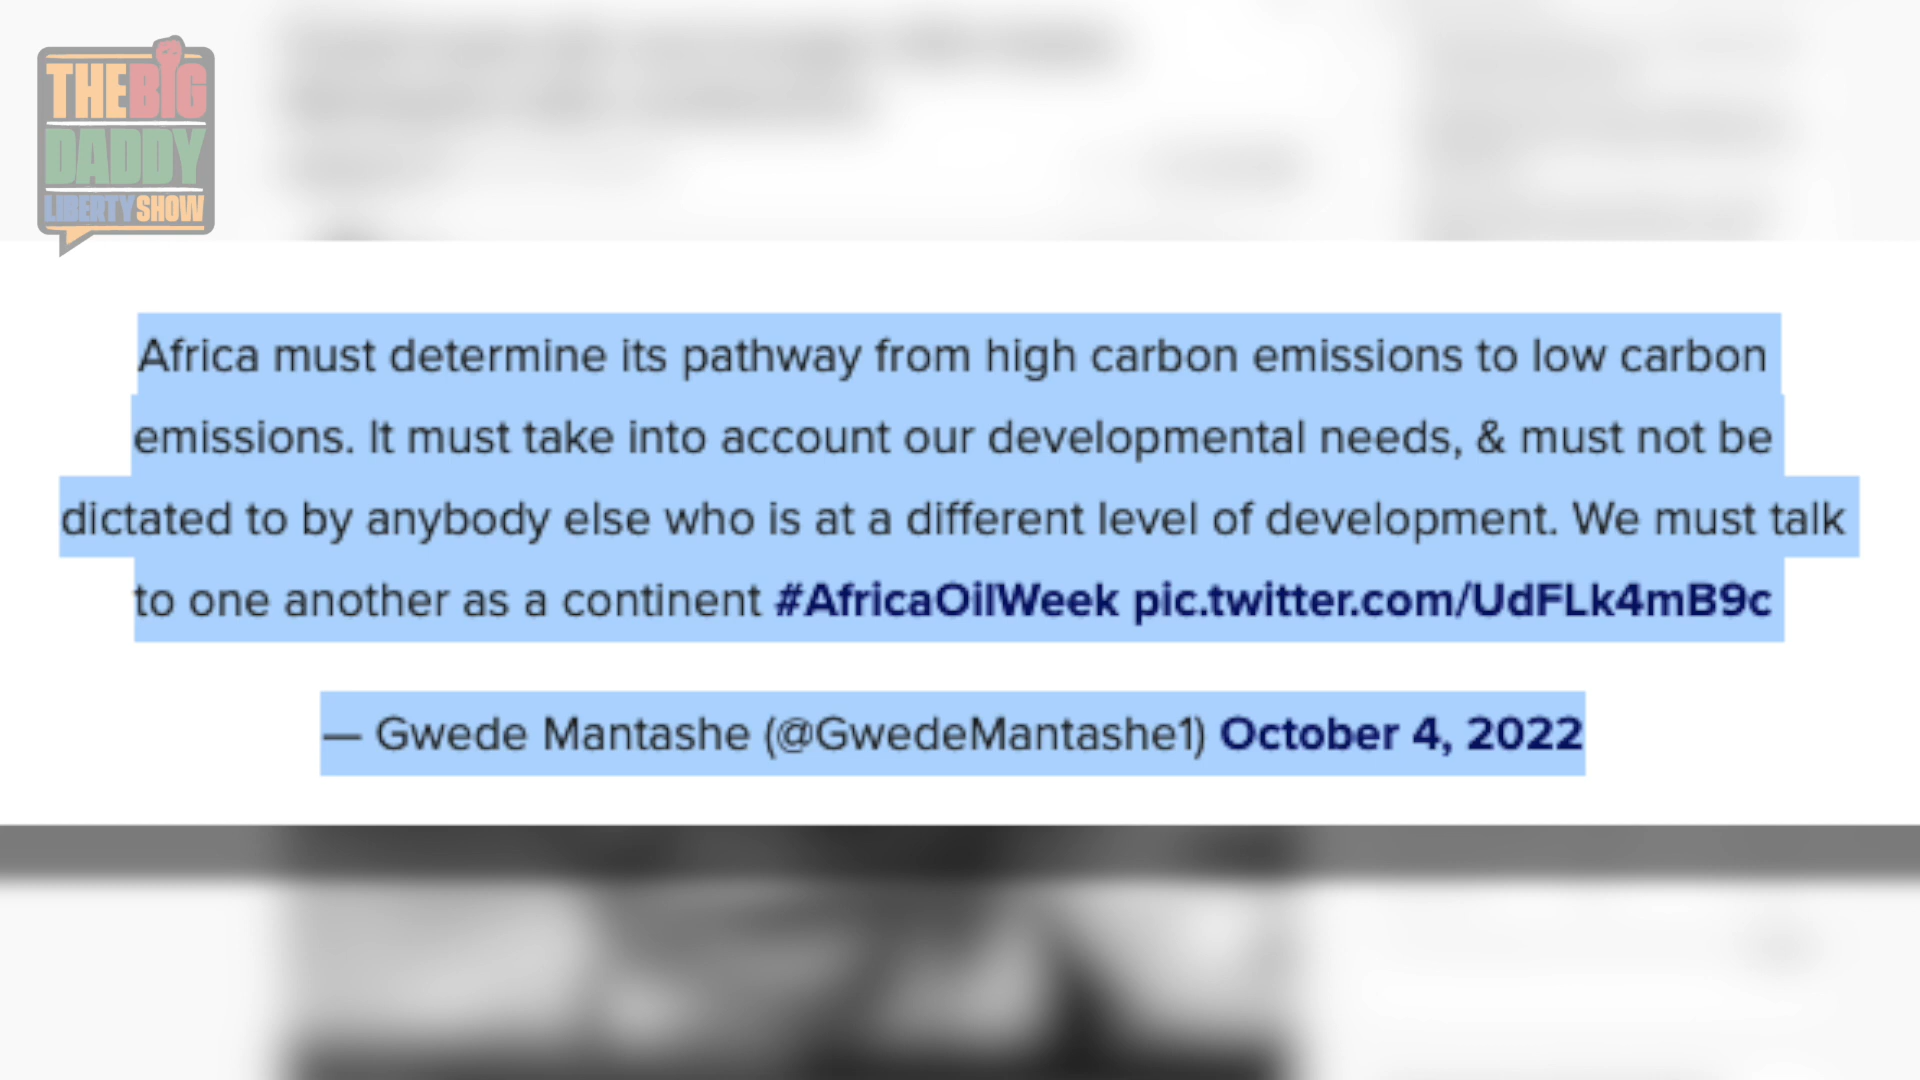 THE BIG
DADDY
LIBERTY SHOW
Africa must determine its pathway from high carbon emissions to low carbon
emissions. It must take into account our developmental needs, & must not be
dictated to by anybody else who is at a different level of development. We must talk
to one another as a continent #AfricaOilWeek pic.twitter.com/UdFLk4mB9c
— Gwede Mantashe (@GwedeMantashe1) October 4, 2022